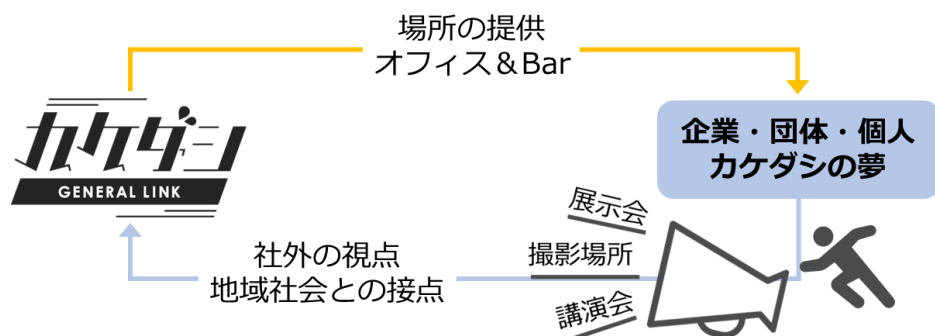 場所の提供
オフィス＆Bar
カケダシ
GENERAL LINK
企業・団体・個人
カケダシの夢
展示会
撮影場所
講演会
社外の視点
地域社会との接点